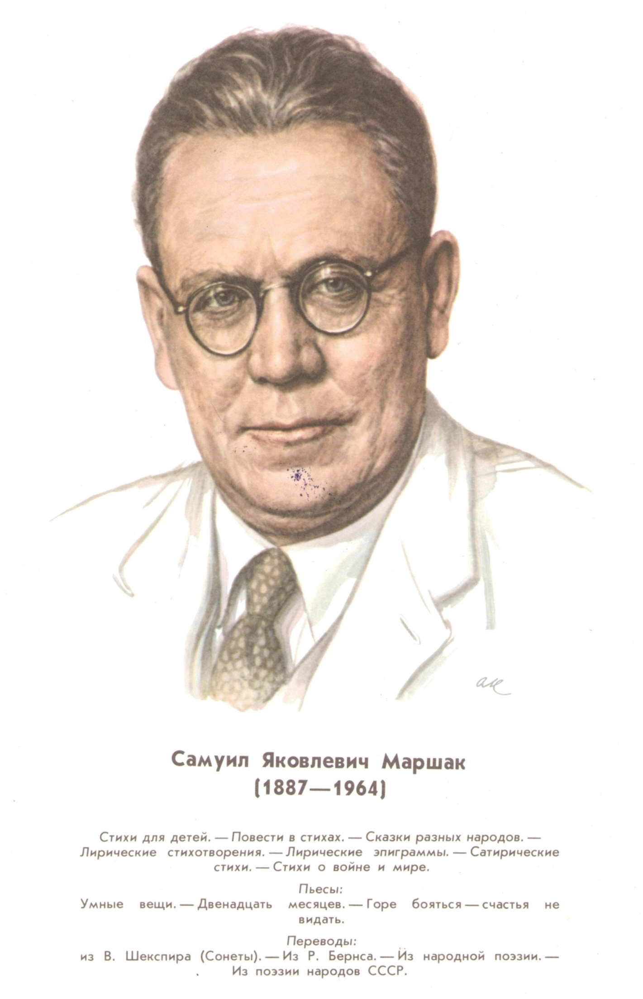 ак
Самуил Яковлевич Маршак
(1887—1964)
Стихи для детей. — Повести в стихах. — Сказки разных народов. —
Лирические стихотворения. — Лирические эпиграммы. — Сатирические
стихи. — Стихи о войне и мире.
Пьесы:
Умные вещи. — Двенадцать месяцев. — Горе бояться — счастья не
видать.
Переводы:
из В. Шекспира (Сонеты). — Из Р. Бернса. — Из народной поэзии. —
Из поэзии народов СССР.